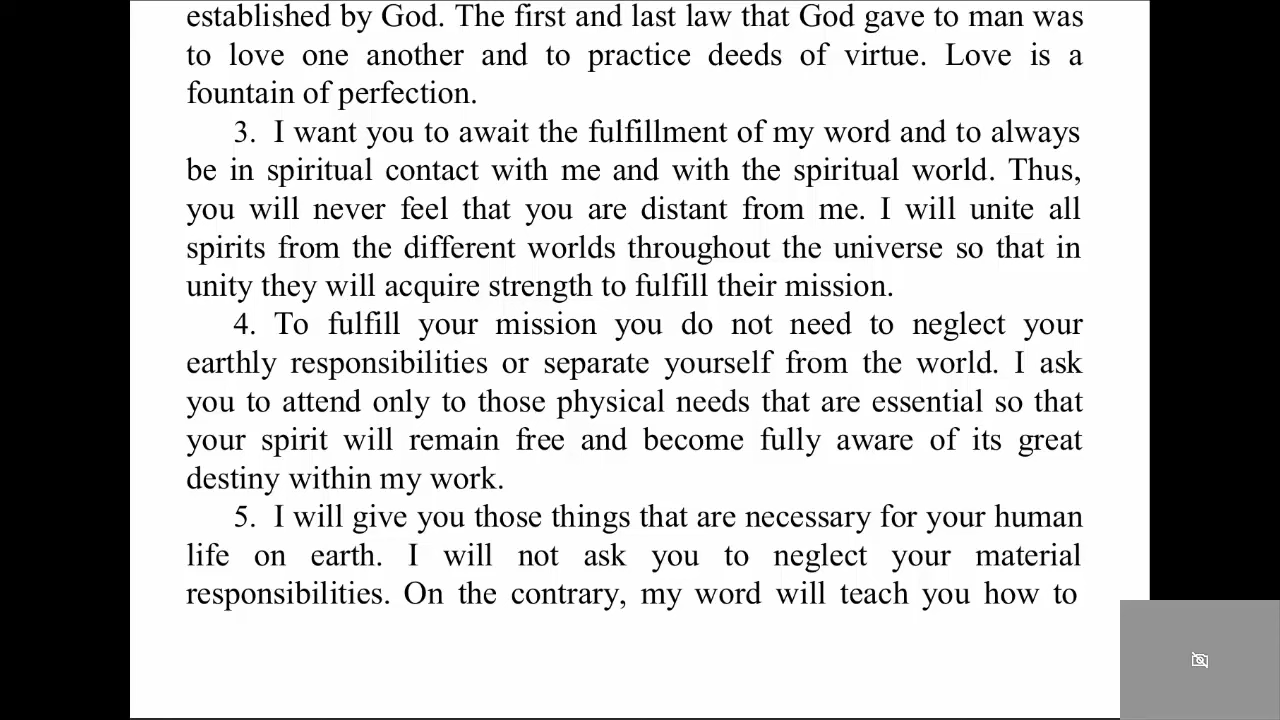 established by God. The first and last law that God gave to man was
to love one another and to practice deeds of virtue. Love is a
fountain of perfection.
3. I want you to await the fulfillment of my word and to always
be in spiritual contact with me and with the spiritual world. Thus,
you will never feel that you are distant from me. I will unite all
spirits from the different worlds throughout the universe so that in
unity they will acquire strength to fulfill their mission.
4. To fulfill your mission you do not need to neglect your
earthly responsibilities or separate yourself from the world. I ask
you to attend only to those physical needs that are essential so that
your spirit will remain free and become fully aware of its great
destiny within my work.
5. I will give you those things that are necessary for your human
life on earth. I will not ask you to neglect your material
responsibilities. On the contrary, my word will teach you how to